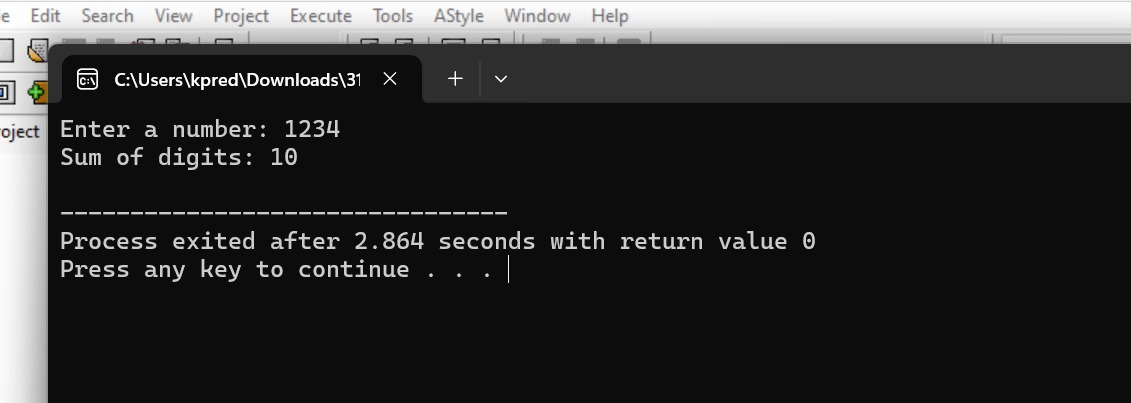 Edit Search View Project Execute Tools AStyle Window Help
C:\Users\kpred\Downloads\31
Enter a number: 1234
Sum of digits: 10
--------------------------------
Process exited after 2.864 seconds with return value 0
Press any key to continue . . .